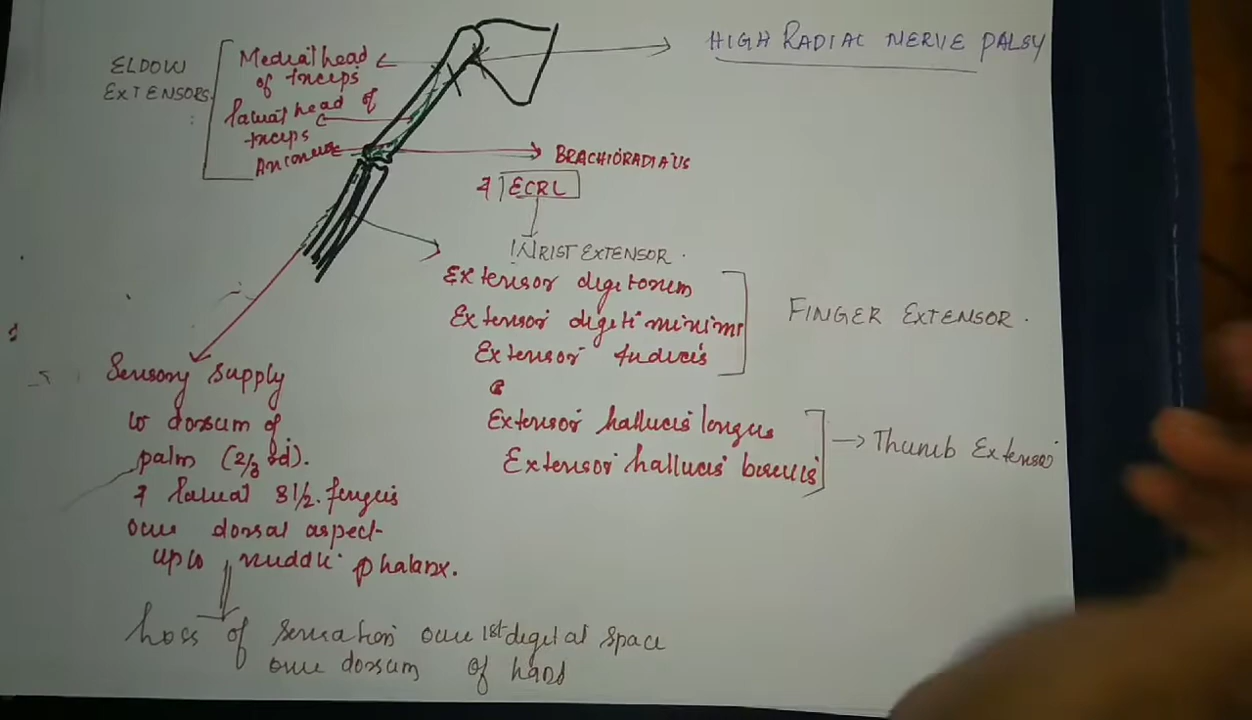 HIGH RADIAL NERVE PALSY
ELDOW
EXTENSORS
Medial head
of triceps
lateral head of
triceps
Anconeus
BRACHIORADIALIS
ECRL
WRIST EXTENSOR.
Extensor digitorum
Extensor digiti minimi
Extensor Indicis
FINGER EXTENSOR.
&
Extensor hallucis longus
Extensor hallucis brevis
Thumb Extensor
Sensory supply
to dorsum of
palm (2/3 rd).
lateral 3 1/2. fingers
over dorsal aspect
upto middle phalanx.
Loss of sensation over 1st digital space
over dorsum of hand